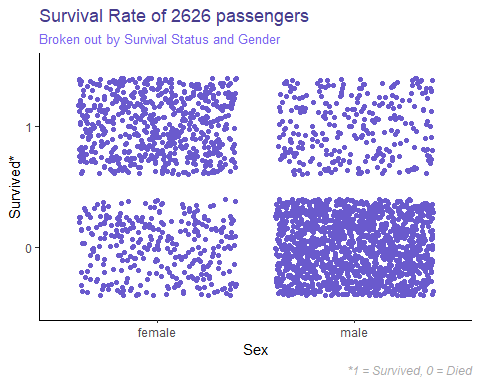 Survival Rate of 2626 passengers
Broken out by Survival Status and Gender
Survived*
1
0
female male
Sex
*1 = Survived, 0 = Died